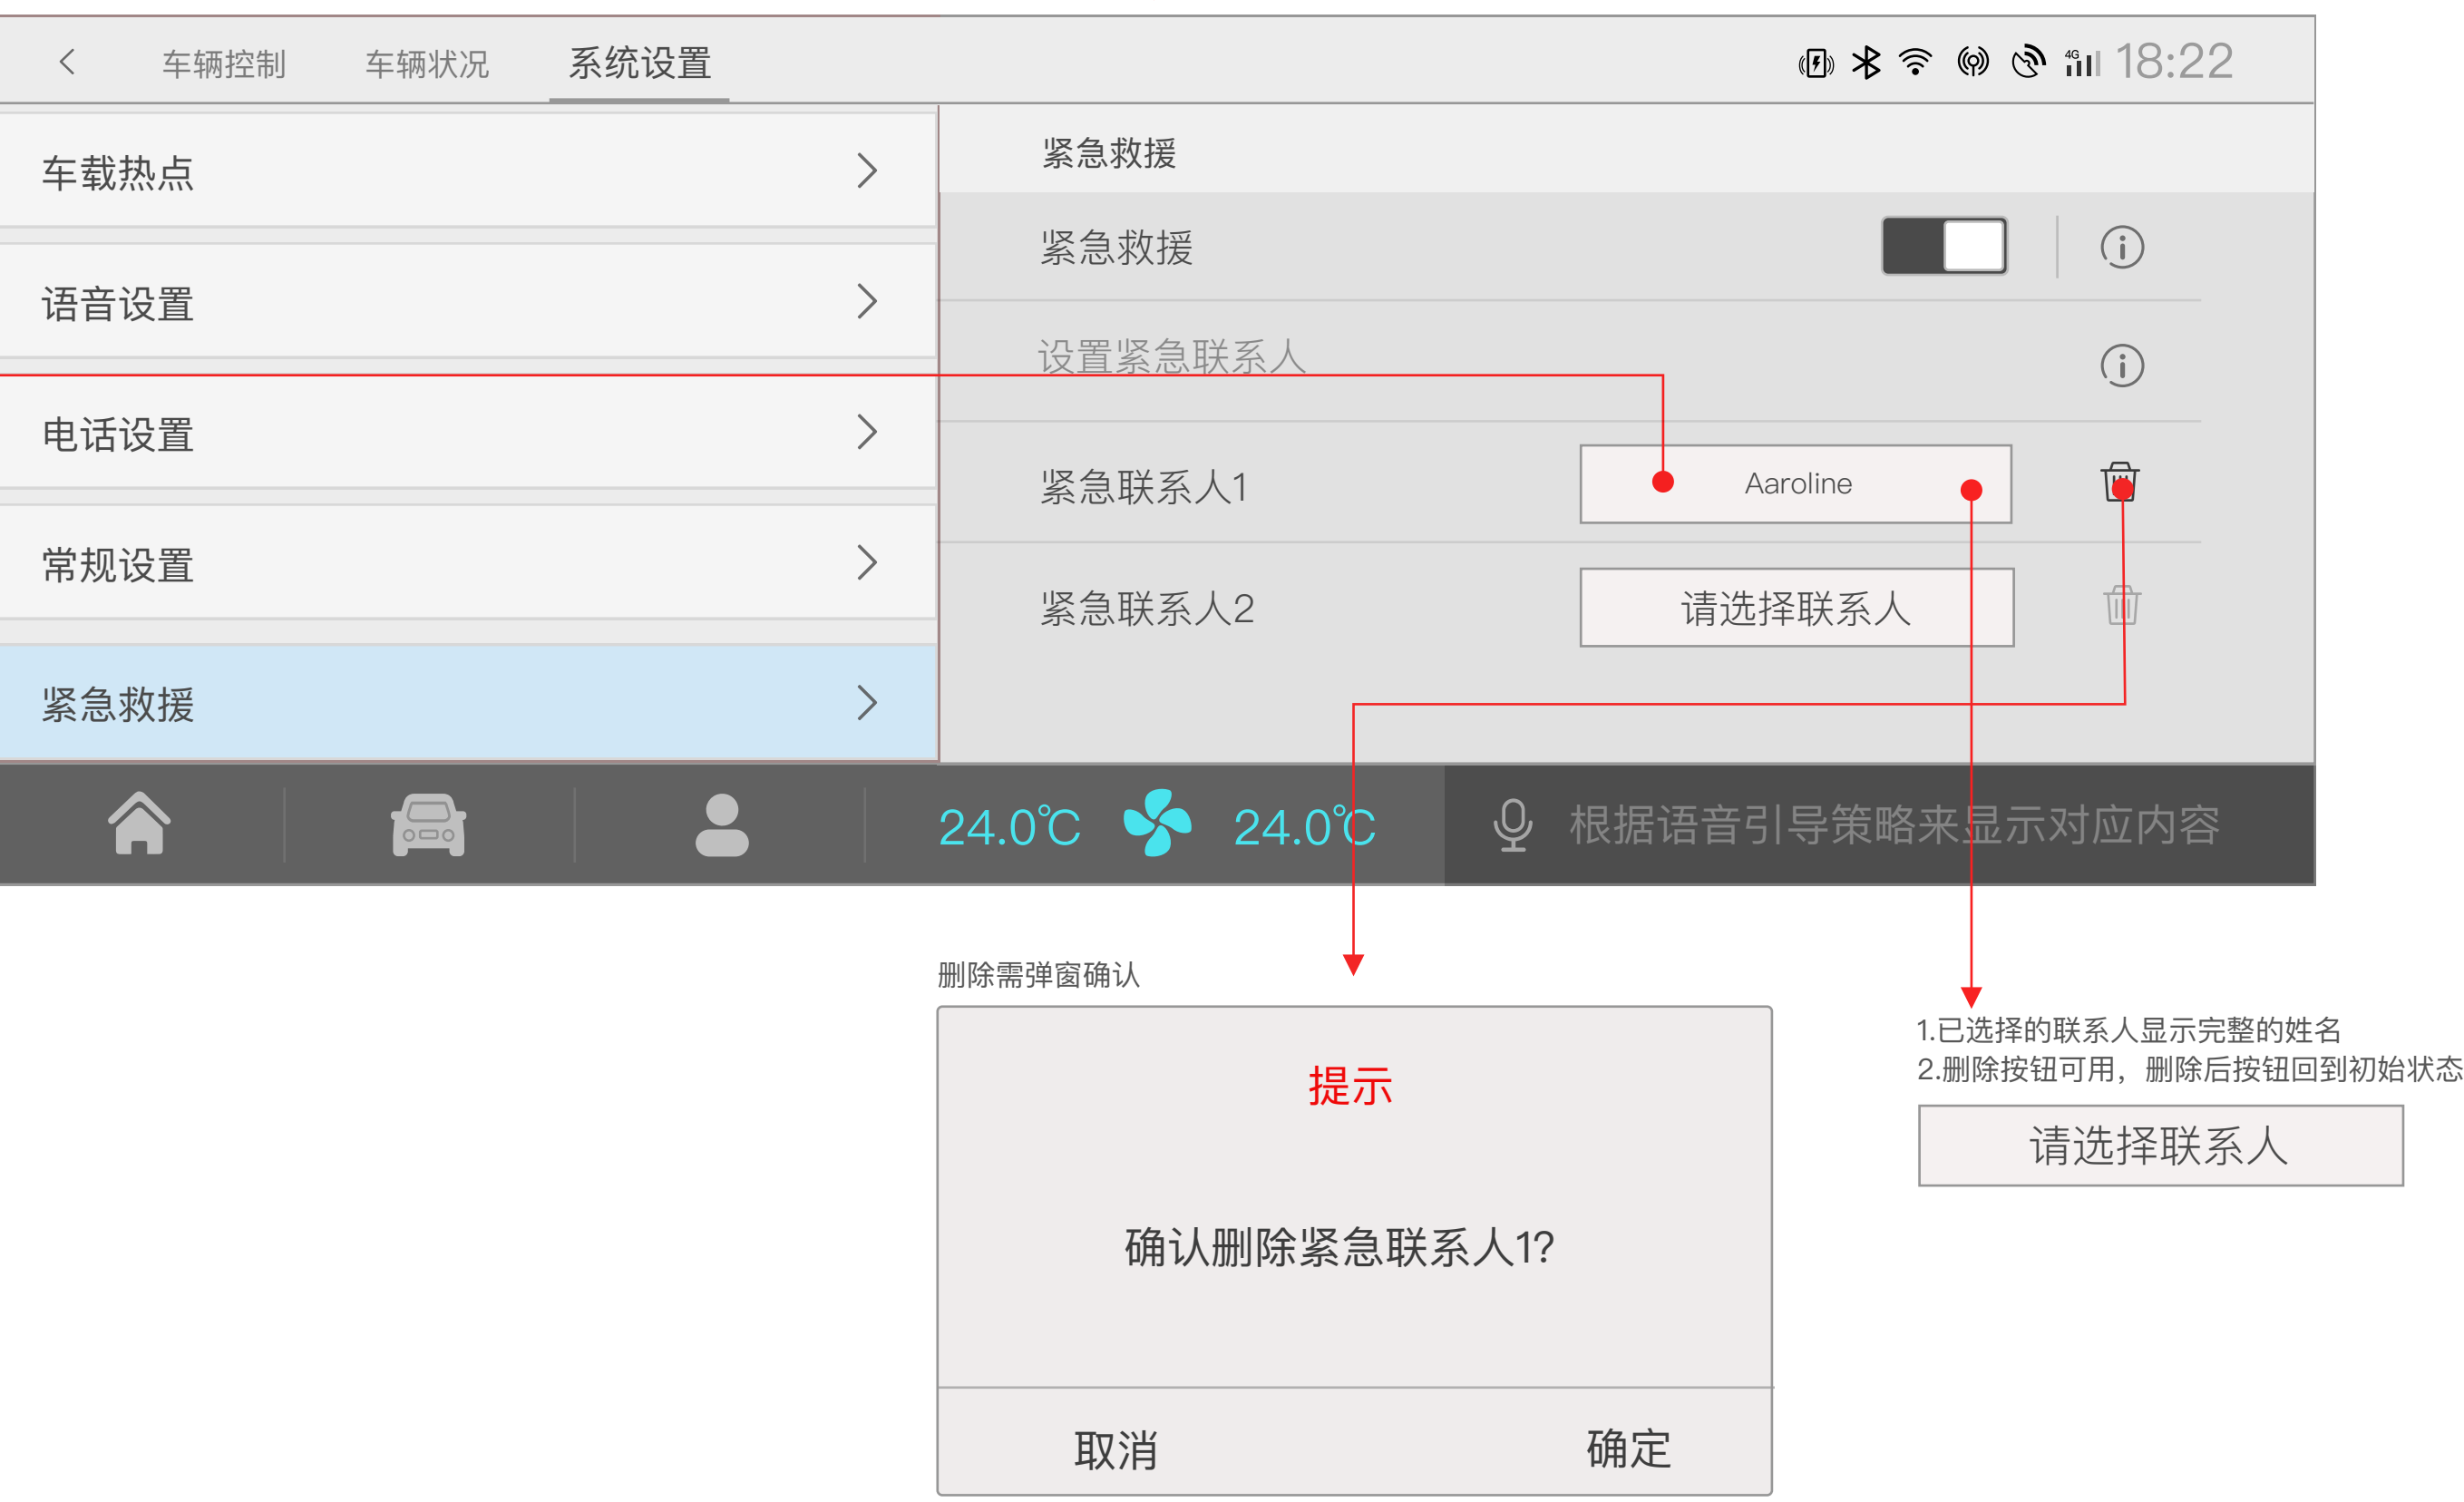 车辆控制
车辆状况
系统设置
4G
18:22
车载热点
语音设置
电话设置
常规设置
紧急救援
紧急救援
紧急救援
设置紧急联系人
紧急联系人1
Aaroline
紧急联系人2
请选择联系人
24.0℃
24.0℃
根据语音引导策略来显示对应内容
删除需弹窗确认
提示
确认删除紧急联系人1?
取消
确定
1.已选择的联系人显示完整的姓名
2.删除按钮可用，删除后按钮回到初始状态
请选择联系人